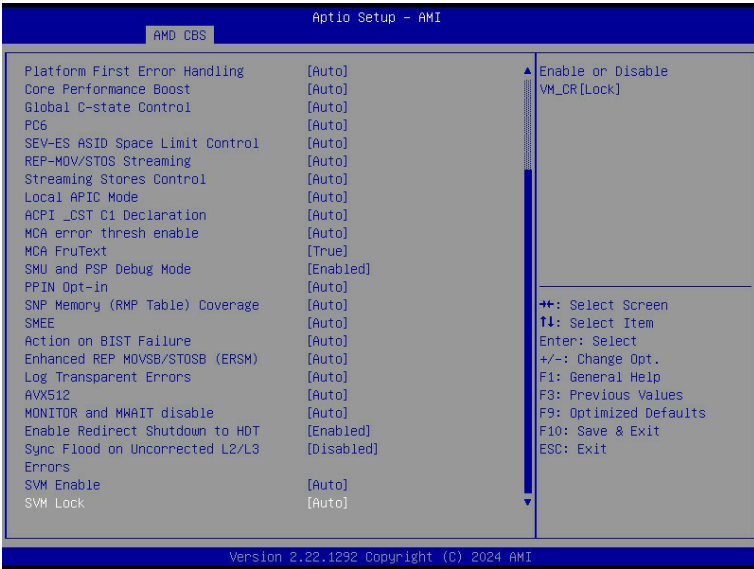 Aptio Setup – AMI
AMD CBS
Platform First Error Handling [Auto]
Core Performance Boost [Auto]
Global C-state Control [Auto]
PC6 [Auto]
SEV-ES ASID Space Limit Control [Auto]
REP-MOV/STOS Streaming [Auto]
Streaming Stores Control [Auto]
Local APIC Mode [Auto]
ACPI _CST C1 Declaration [Auto]
MCA error thresh enable [Auto]
MCA FruText [True]
SMU and PSP Debug Mode [Enabled]
PPIN Opt-in [Auto]
SNP Memory (RMP Table) Coverage [Auto]
SMEE [Auto]
Action on BIST Failure [Auto]
Enhanced REP MOVSB/STOSB (ERSM) [Auto]
Log Transparent Errors [Auto]
AVX512 [Auto]
MONITOR and MWAIT disable [Auto]
Enable Redirect Shutdown to HDT [Enabled]
Sync Flood on Uncorrected L2/L3 [Disabled]
Errors
SVM Enable [Auto]
SVM Lock [Auto]
Enable or Disable
VM_CR[Lock]
→←: Select Screen
↑↓: Select Item
Enter: Select
+/-: Change Opt.
F1: General Help
F3: Previous Values
F9: Optimized Defaults
F10: Save & Exit
ESC: Exit
Version 2.22.1292 Copyright (C) 2024 AMI